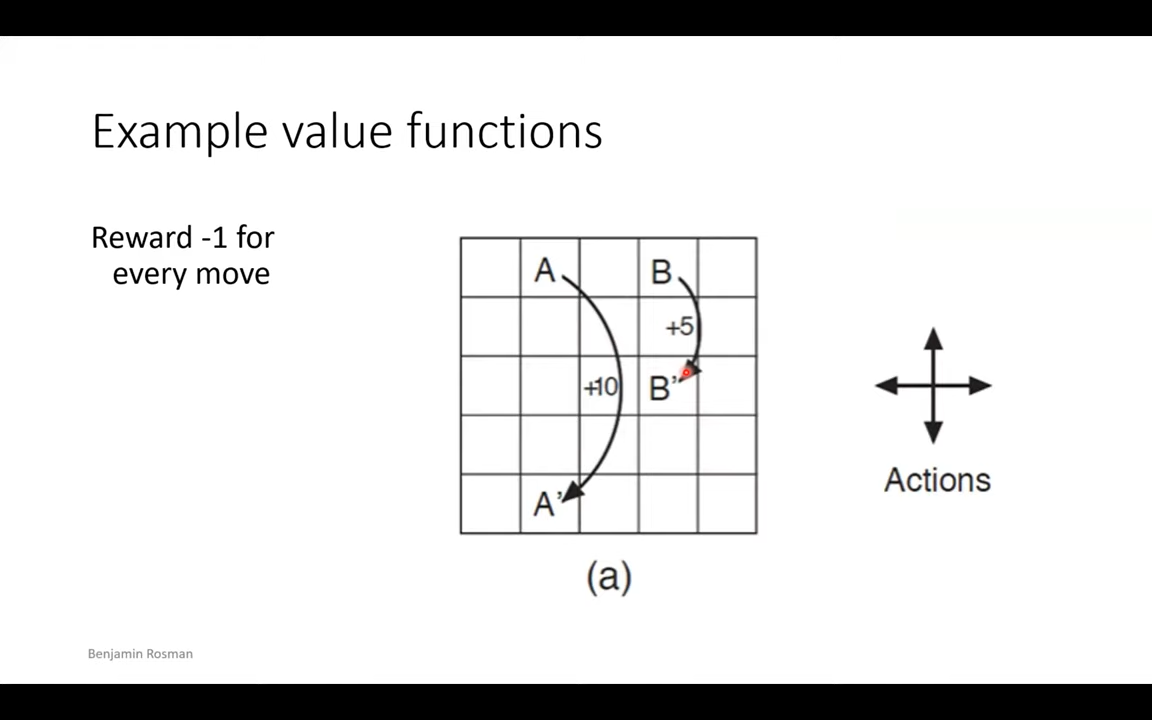 Example value functions
Reward -1 for
every move
A
B
+5
+10
B'
A'
Actions
(a)
Benjamin Rosman